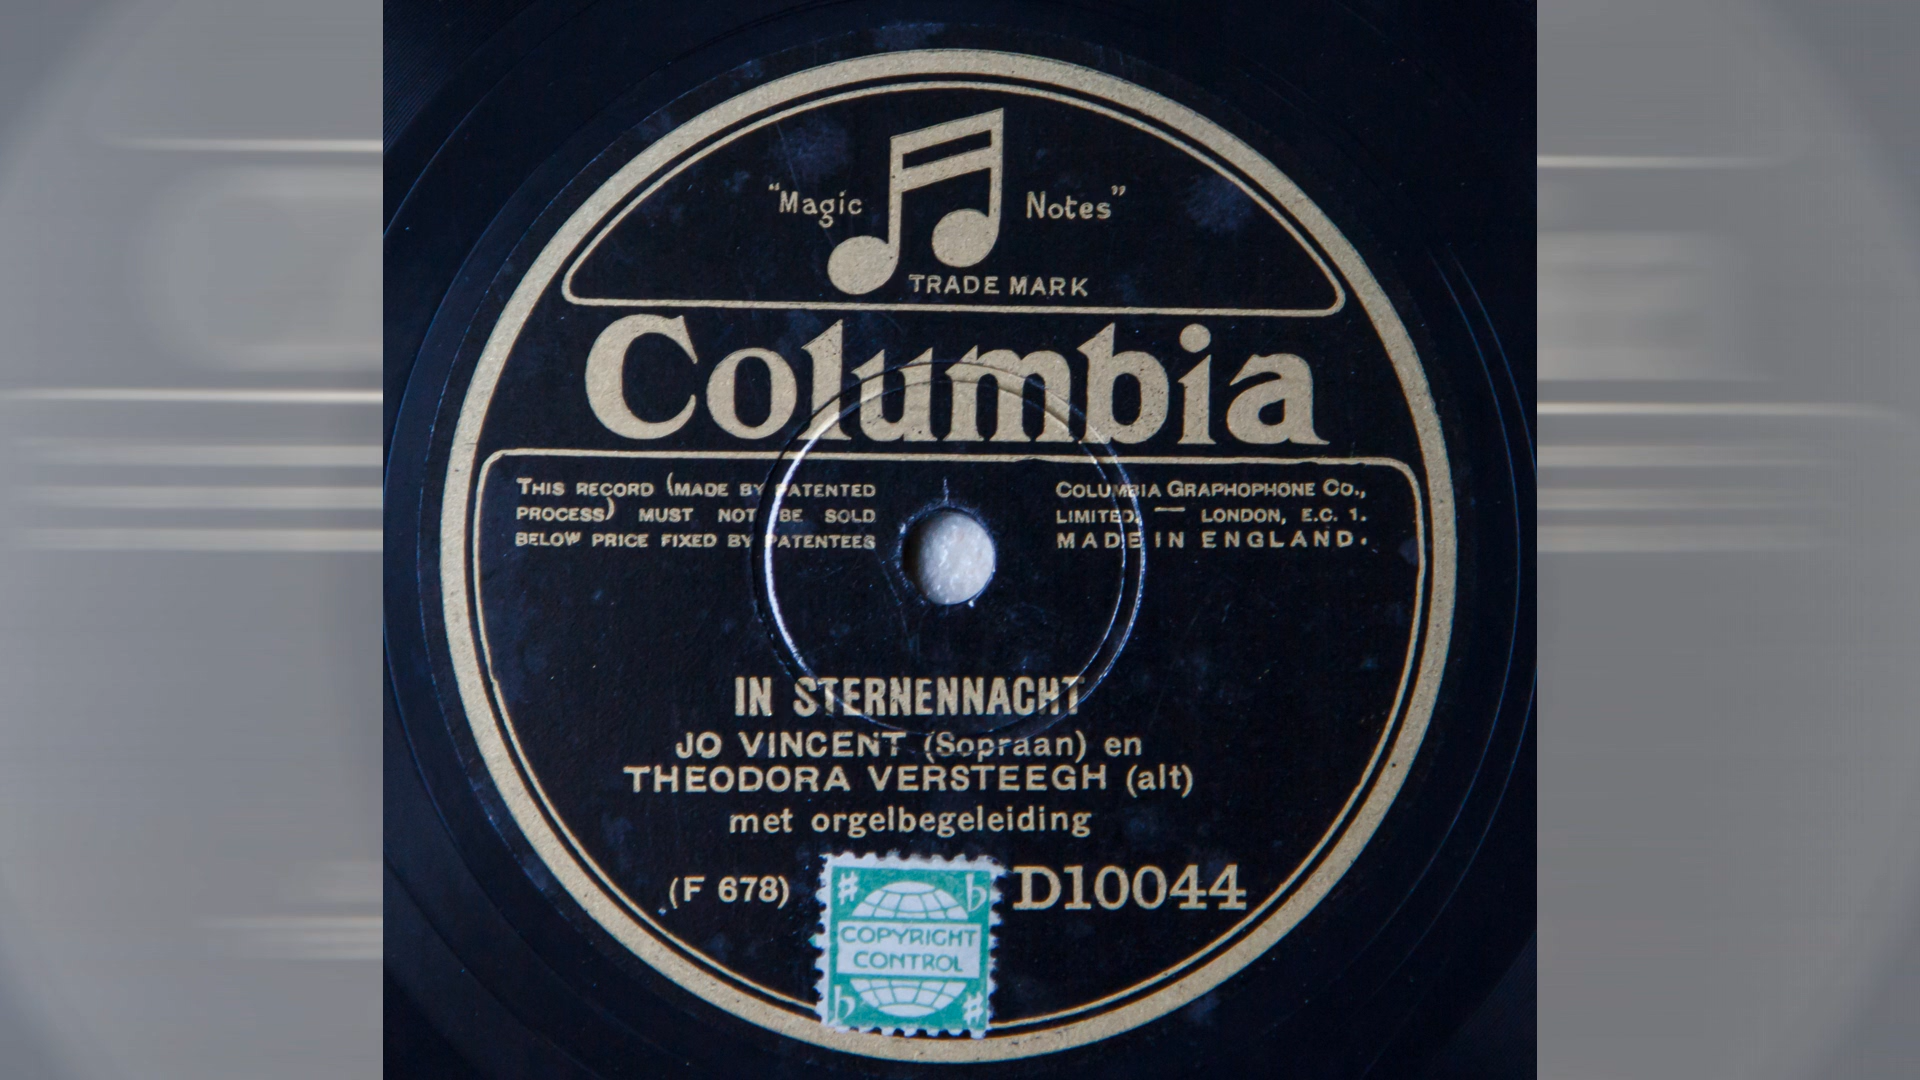 "Magic Notes"
TRADE MARK
Columbia
THIS RECORD (MADE BY PATENTED
PROCESS) MUST NOT BE SOLD
BELOW PRICE FIXED BY PATENTEES
COLUMBIA GRAPHOPHONE CO.,
LIMITED. — LONDON, E.C. 1.
MADE IN ENGLAND.
IN STERNENNACHT
JO VINCENT (Sopraan) en
THEODORA VERSTEEGH (alt)
met orgelbegeleiding
(F 678) D10044
♯ ♭
COPYRIGHT
CONTROL
♭ ♯